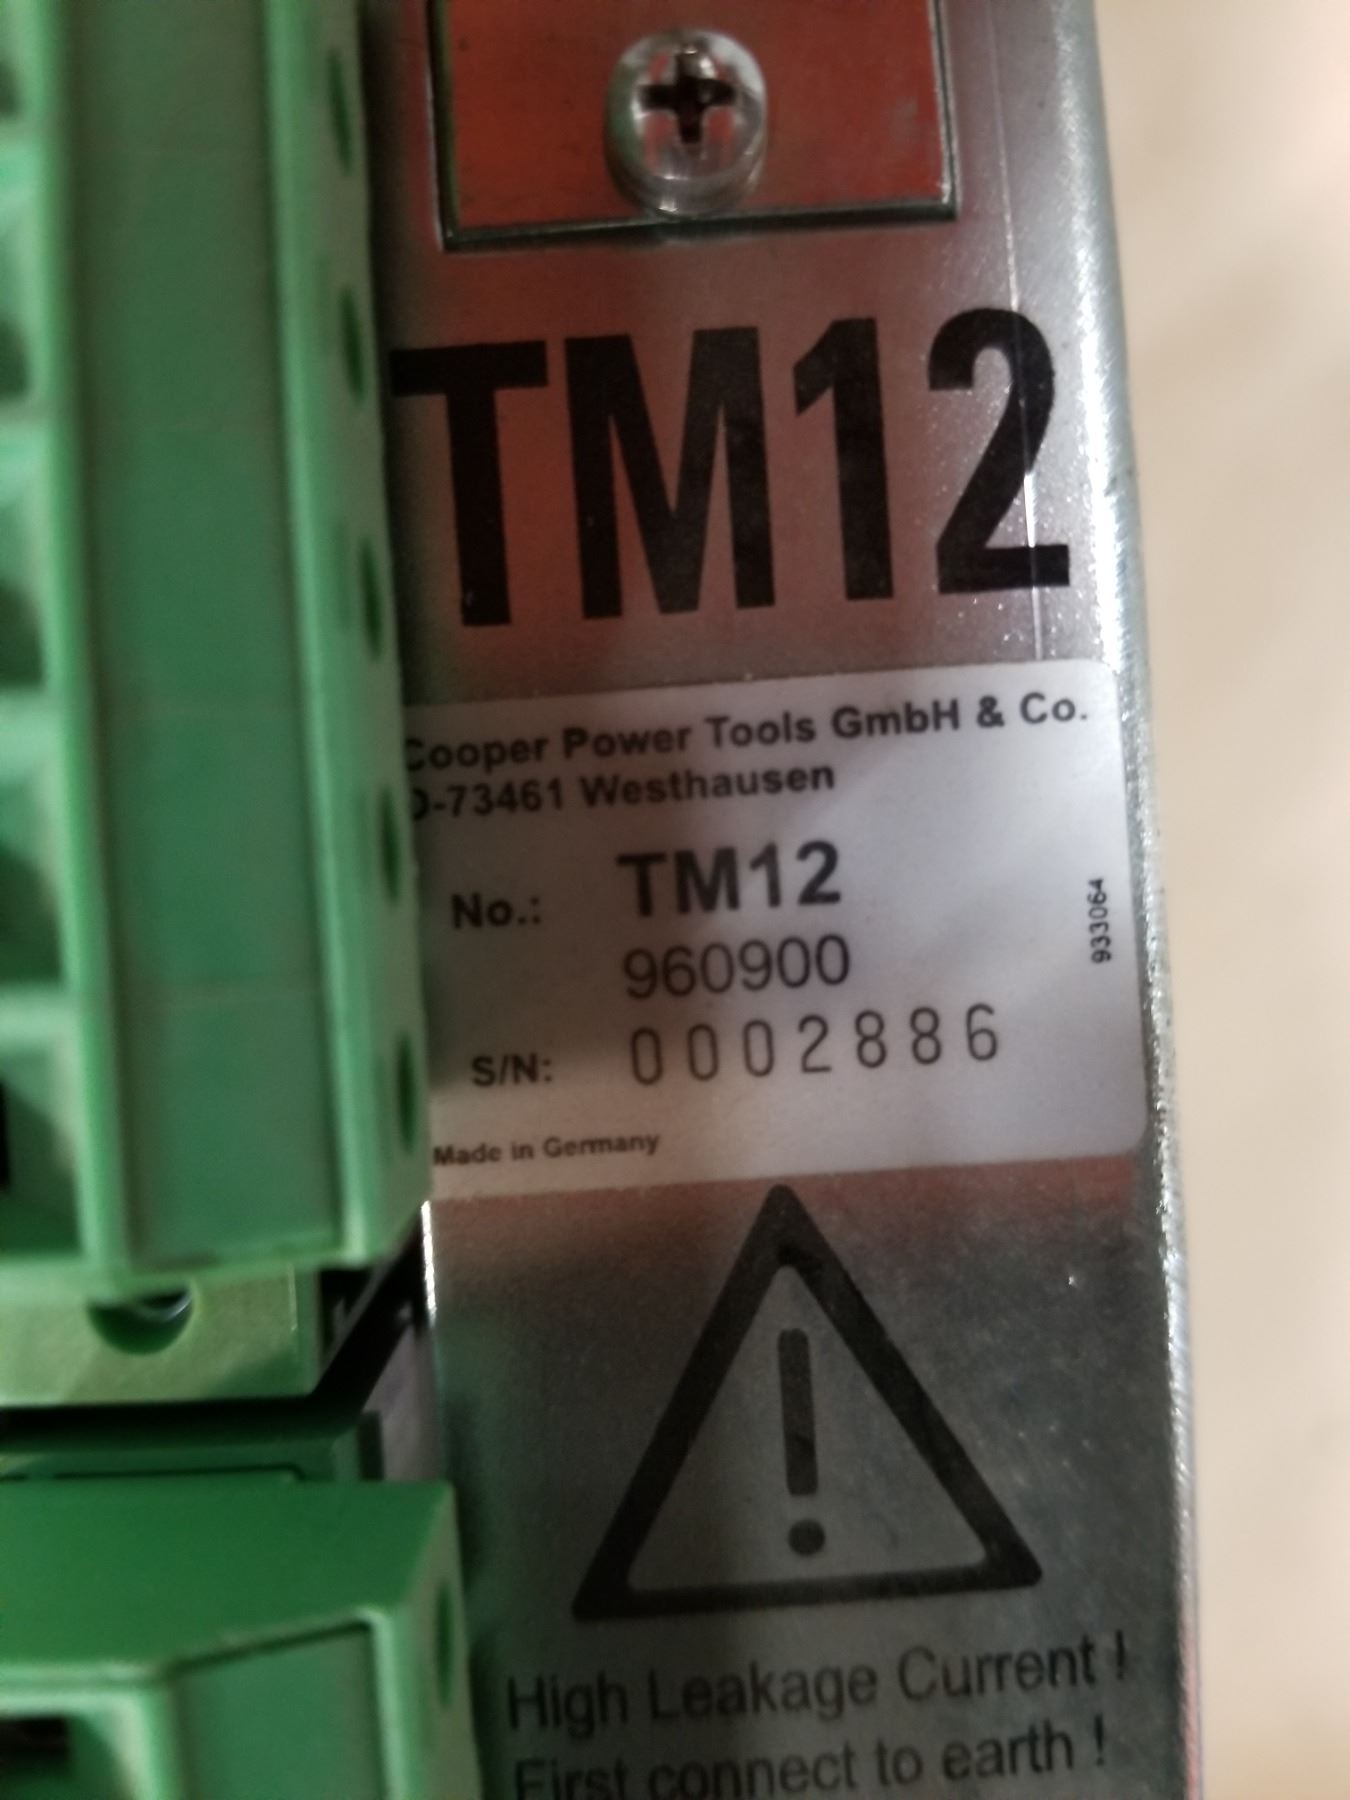 TM12
Cooper Power Tools GmbH & Co.
D-73461 Westhausen
No.: TM12
960900
933064
S/N: 0002886
Made in Germany
High Leakage Current !
First connect to earth !